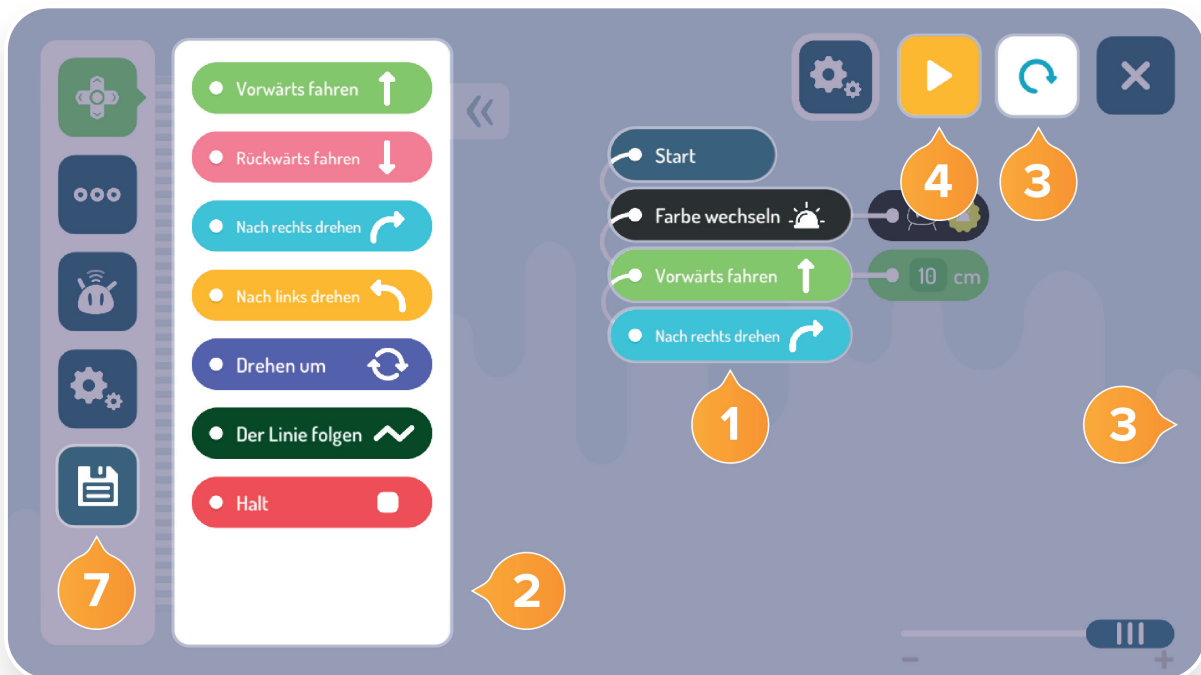 Vorwärts fahren
Rückwärts fahren
Nach rechts drehen
Nach links drehen
Drehen um
Der Linie folgen
Halt
7
2
Start
Farbe wechseln
Vorwärts fahren
10 cm
Nach rechts drehen
4
3
1
3
- +